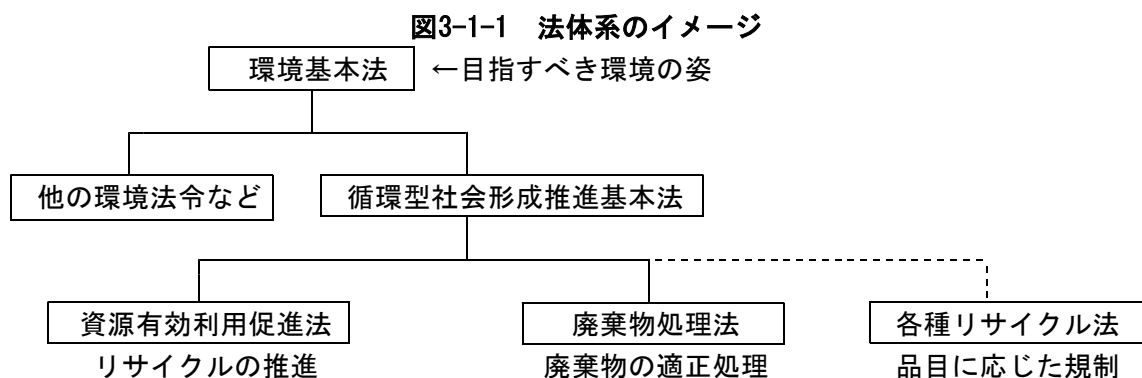 図3-1-1 法体系のイメージ
環境基本法 ←目指すべき環境の姿
他の環境法令など 循環型社会形成推進基本法
資源有効利用促進法 廃棄物処理法 各種リサイクル法
リサイクルの推進 廃棄物の適正処理 品目に応じた規制